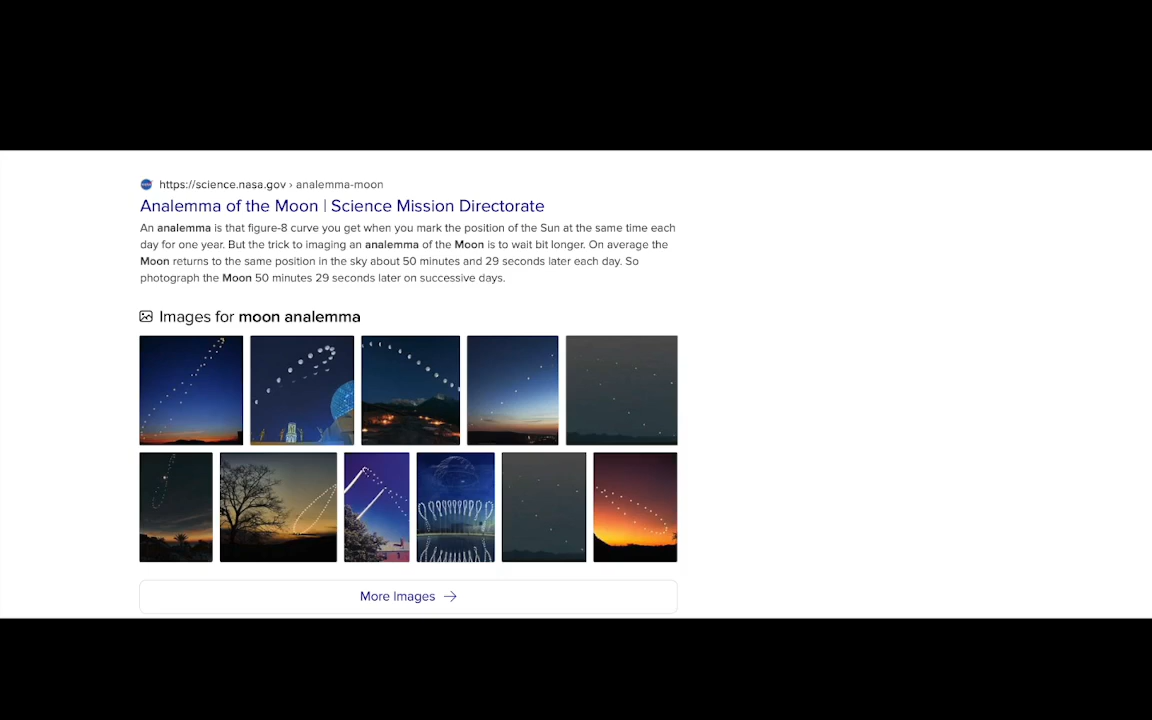 https://science.nasa.gov › analemma-moon
Analemma of the Moon | Science Mission Directorate
An analemma is that figure-8 curve you get when you mark the position of the Sun at the same time each
day for one year. But the trick to imaging an analemma of the Moon is to wait bit longer. On average the
Moon returns to the same position in the sky about 50 minutes and 29 seconds later each day. So
photograph the Moon 50 minutes 29 seconds later on successive days.
Images for moon analemma
More Images →